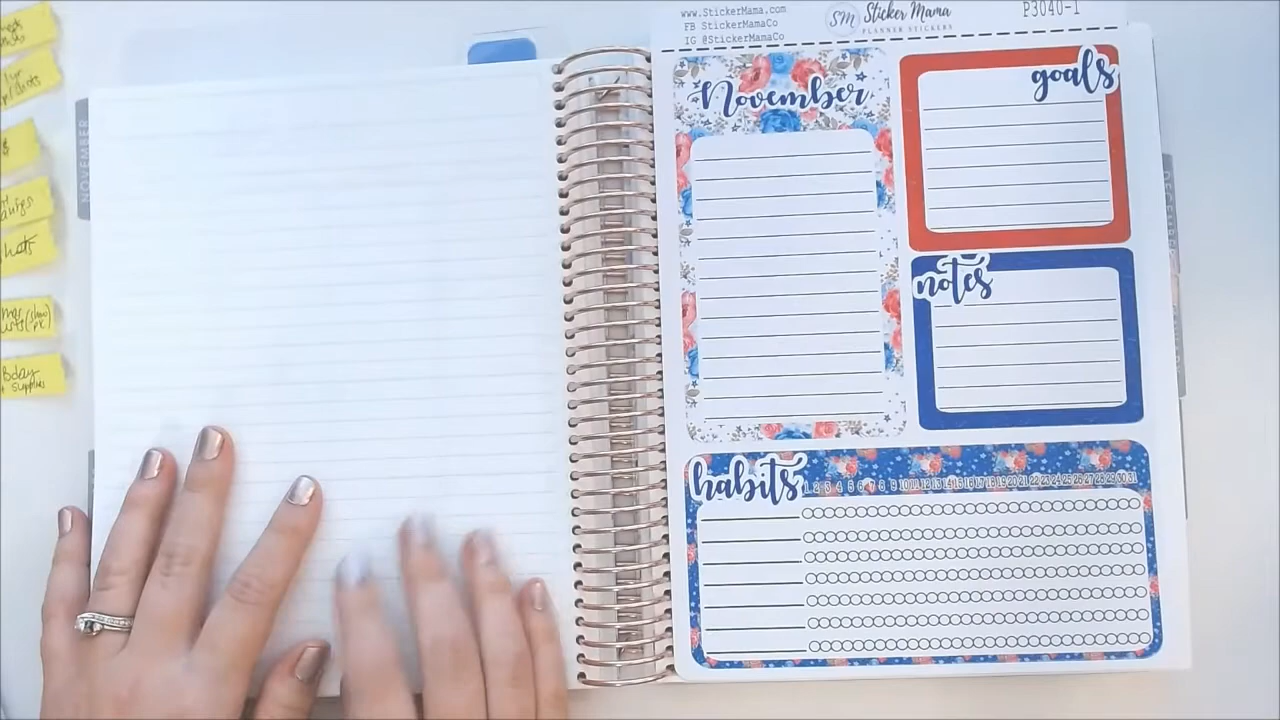 www.StickerMama.com
FB StickerMamaCo
IG @StickerMamaCo
SM Sticker Mama
PLANNER STICKERS
P3040-1
NOVEMBER
November
goals
notes
habits
1 2 3 4 5 6 7 8 9 10 11 12 13 14 15 16 17 18 19 20 21 22 23 24 25 26 27 28 29 30 31
$
Bday
+ supplies